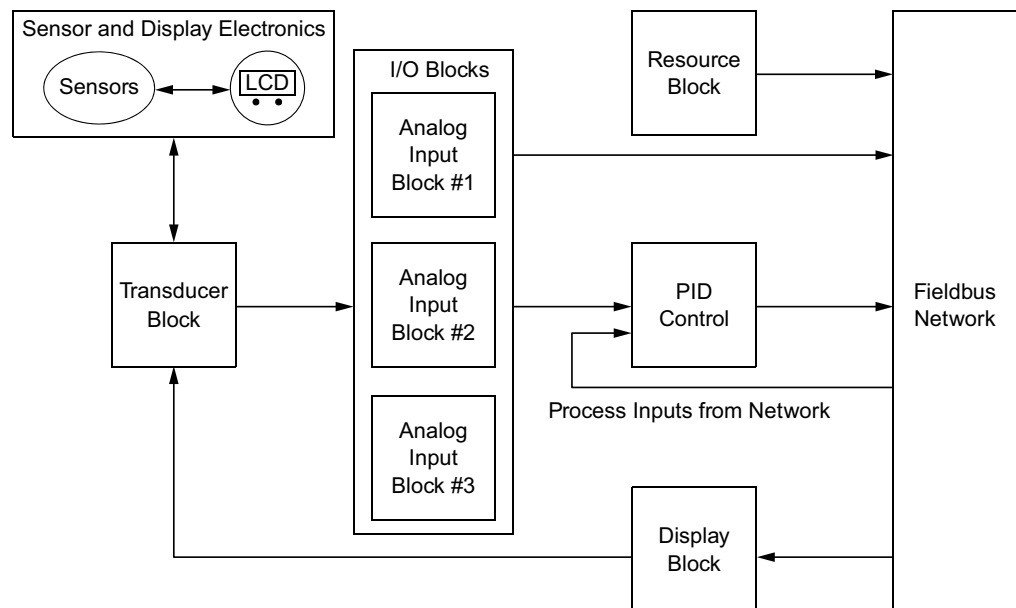 Sensor and Display Electronics
Sensors
LCD
I/O Blocks
Analog
Input
Block #1
Analog
Input
Block #2
Analog
Input
Block #3
Transducer
Block
Resource
Block
PID
Control
Process Inputs from Network
Display
Block
Fieldbus
Network